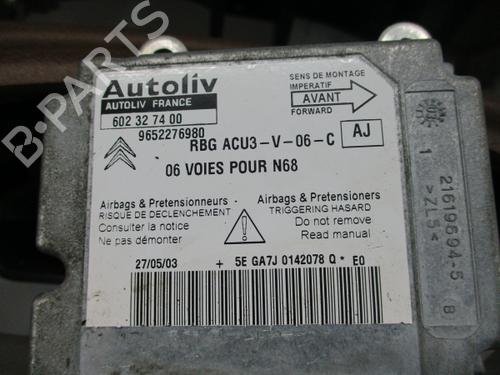 B-PARTS
Autoliv
AUTOLIV FRANCE
602 32 74 00
9652276980
SENS DE MONTAGE
IMPERATIF
AVANT
FORWARD
RBG ACU3-V-06-C AJ
06 VOIES POUR N68
Airbags & Pretensionneurs
RISQUE DE DECLENCHEMENT
Consulter la notice
Ne pas démonter
Airbags & Pretensioners
TRIGGERING HASARD
Do not remove
Read manual
27/05/03 + 5E GA7J 0142078 Q * E0
21619694-5 B
1 >ZL5<